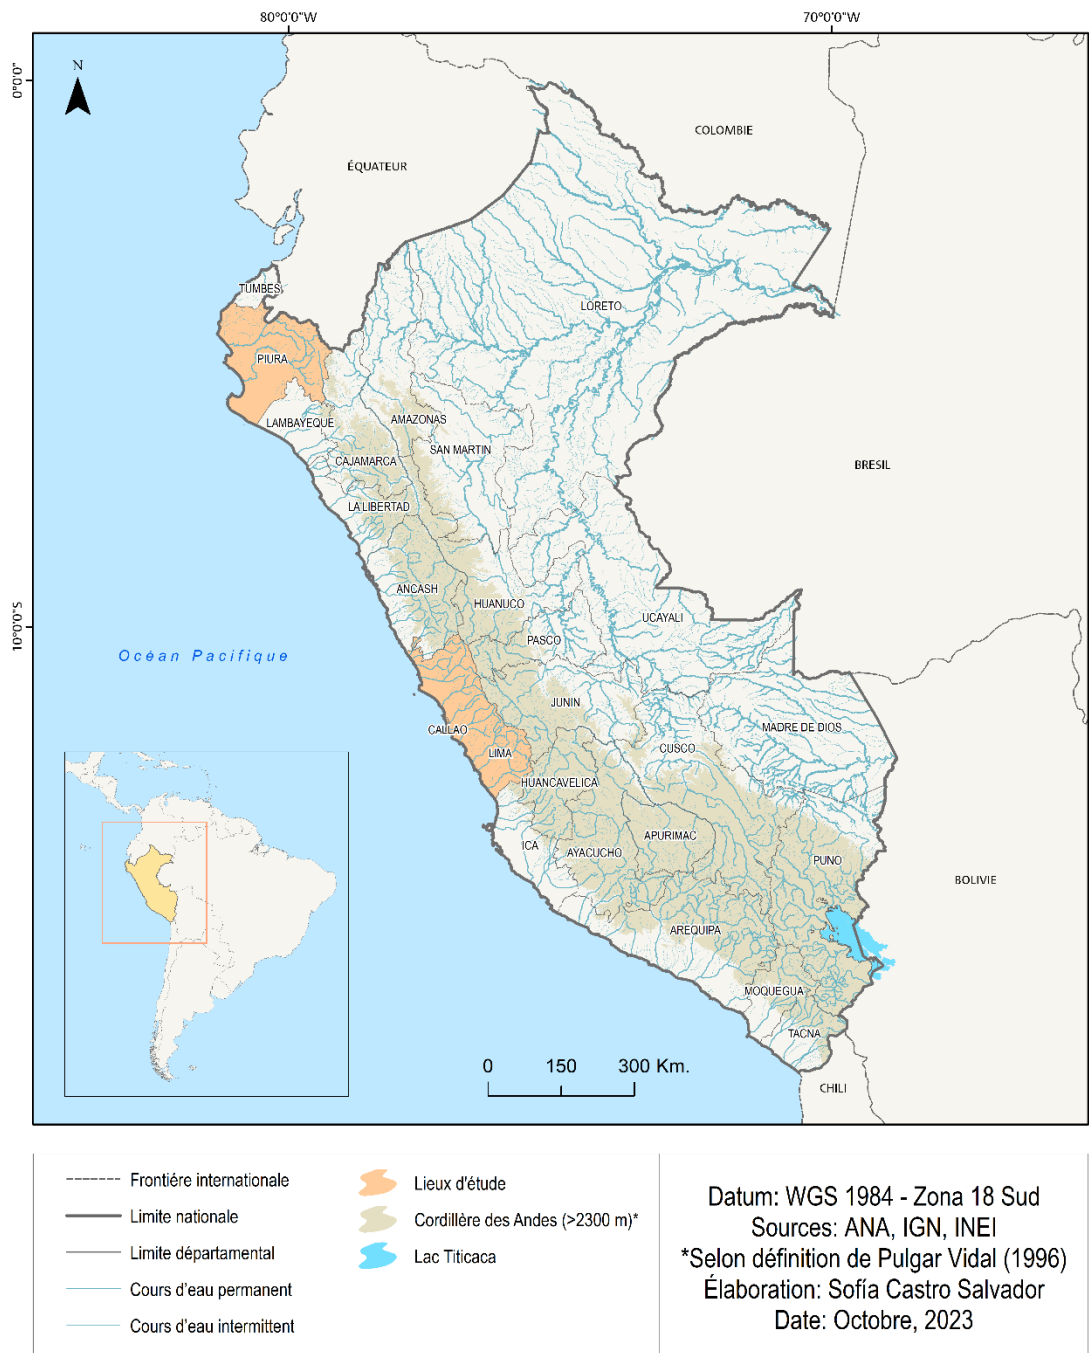 80°0'0"W
70°0'0"W
0°0'0"
10°0'0"S
N
COLOMBIE
ÉQUATEUR
TUMBES
LORETO
PIURA
LAMBAYEQUE
AMAZONAS
SAN MARTIN
CAJAMARCA
BRESIL
LA LIBERTAD
ANCASH
HUANUCO
UCAYALI
PASCO
Océan Pacifique
JUNIN
CALLAO
MADRE DE DIOS
LIMA
CUSCO
HUANCAVELICA
ICA
AYACUCHO
APURIMAC
PUNO
BOLIVIE
AREQUIPA
MOQUEGUA
TACNA
CHILI
0 150 300 Km.
Frontiére internationale
Limite nationale
Limite départamental
Cours d'eau permanent
Cours d'eau intermittent
Lieux d'étude
Cordillère des Andes (>2300 m)*
Lac Titicaca
Datum: WGS 1984 - Zona 18 Sud
Sources: ANA, IGN, INEI
*Selon définition de Pulgar Vidal (1996)
Élaboration: Sofía Castro Salvador
Date: Octobre, 2023